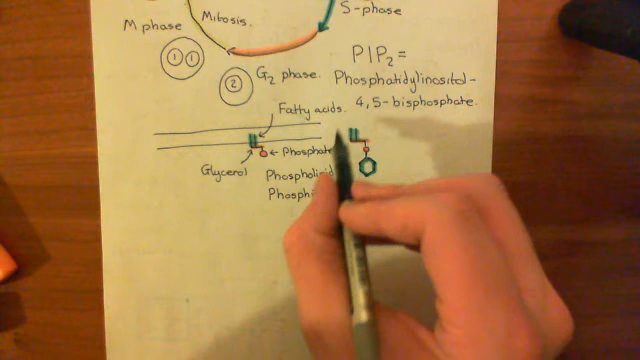 S-phase
Mitosis.
M phase
1 1
2
G₂ phase.
PIP₂ =
Phosphatidylinositol-
4,5-bisphosphate.
Fatty acids.
Phosphate
Glycerol
Phospholipid